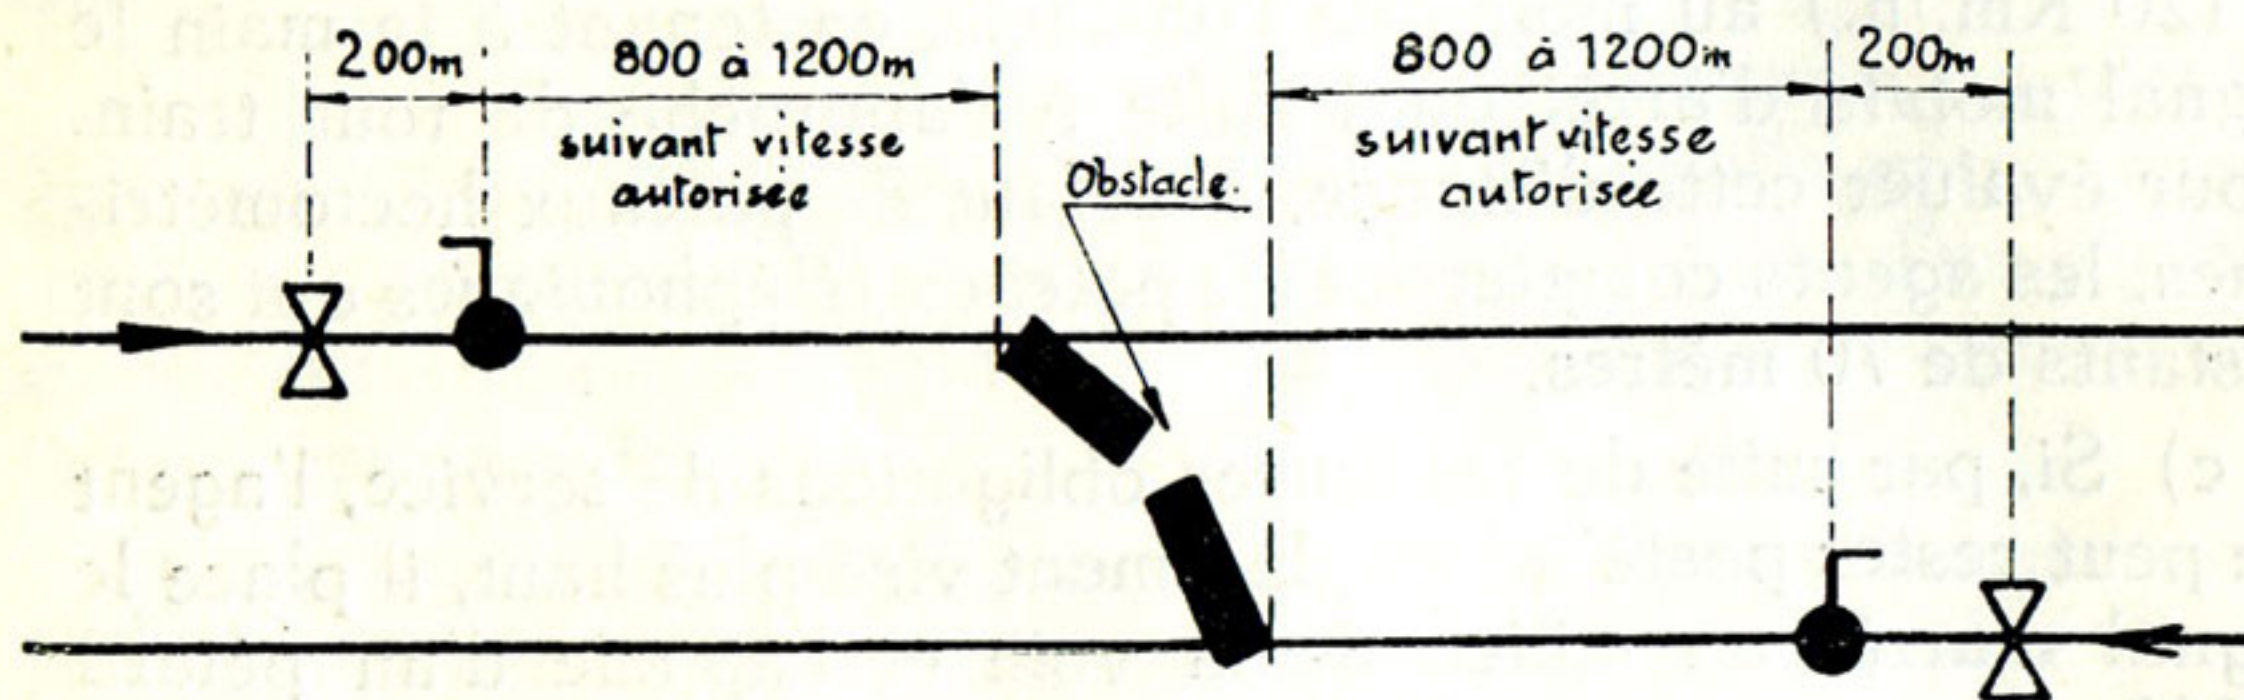 200m
800 à 1200m
suivant vitesse
autorisée
Obstacle.
800 à 1200m
suivant vitesse
autorisée
200m